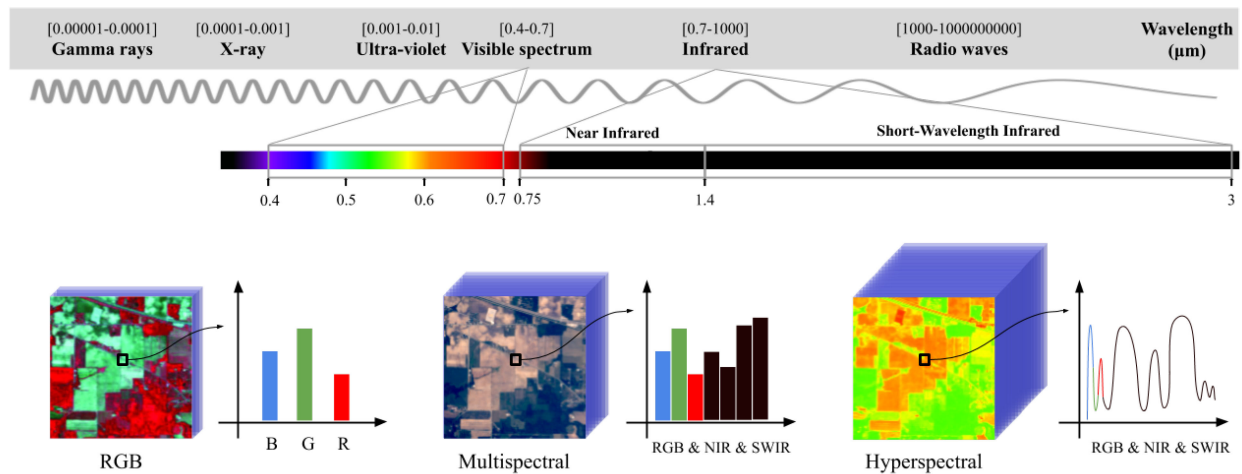 [0.00001-0.0001] [0.0001-0.001] [0.001-0.01] [0.4-0.7] [0.7-1000] [1000-10000000000] Wavelength
Gamma rays X-ray Ultra-violet Visible spectrum Infrared Radio waves (μm)
Near Infrared Short-Wavelength Infrared
0.4 0.5 0.6 0.7 0.75 1.4 3
B G R RGB & NIR & SWIR RGB & NIR & SWIR
RGB Multispectral Hyperspectral